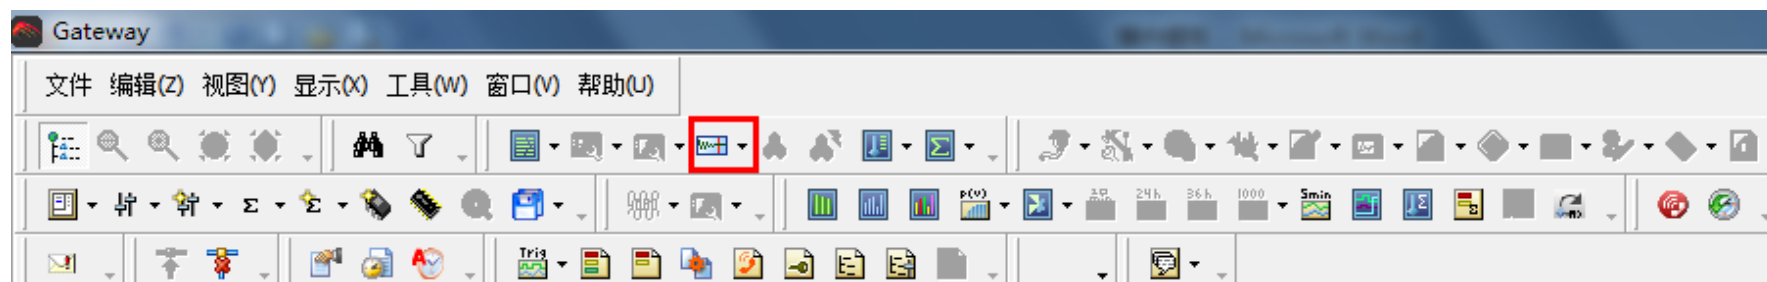 Gateway
文件 编辑(Z) 视图(Y) 显示(X) 工具(W) 窗口(V) 帮助(U)
P(V) 24h 36h 1000 5min
Trig